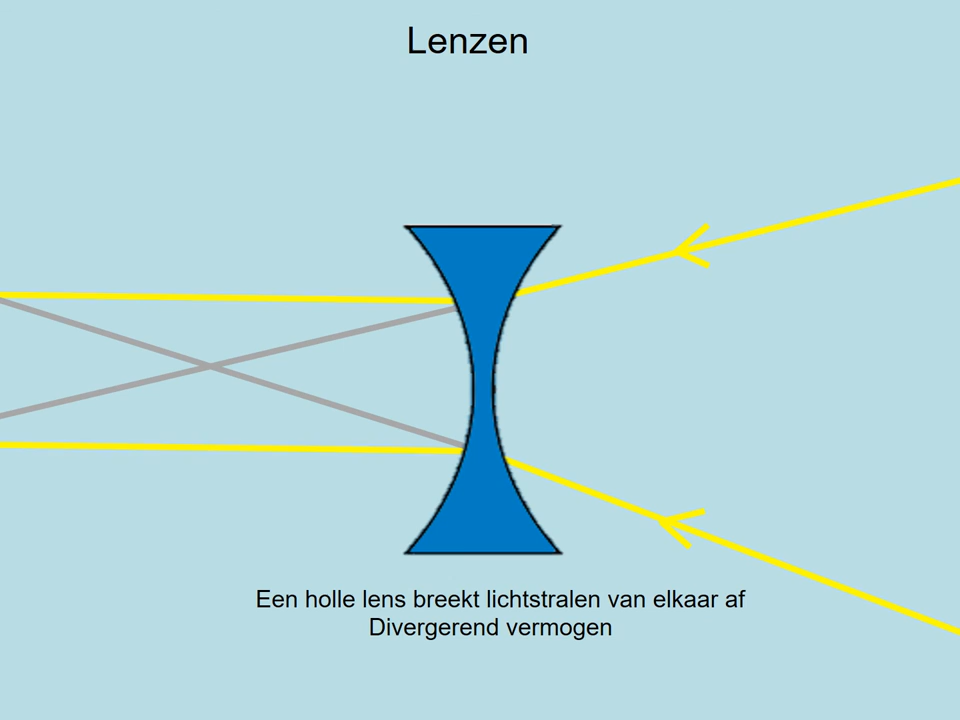 Lenzen
Een holle lens breekt lichtstralen van elkaar af
Divergerend vermogen